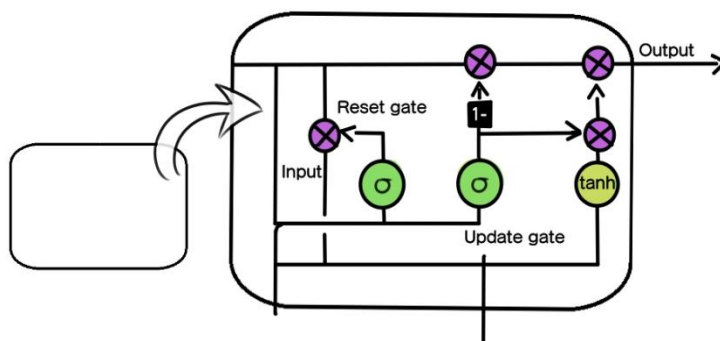 Output
1-
Reset gate
Input
σ
σ
tanh
Update gate